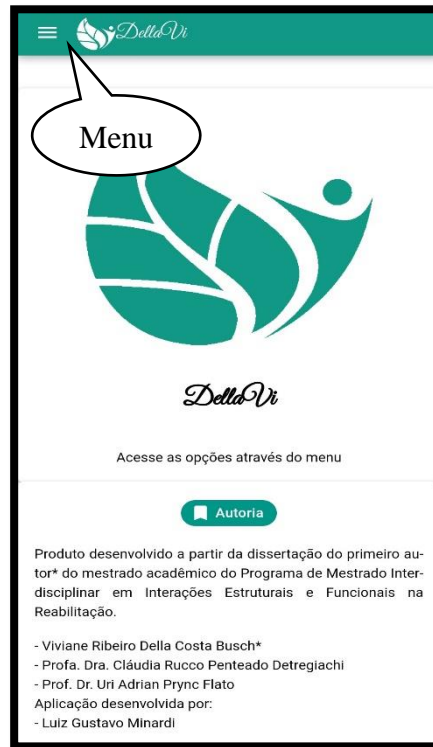 DellaVi
Menu
DellaVi
Acesse as opções através do menu
Autoria
Produto desenvolvido a partir da dissertação do primeiro au-
tor* do mestrado acadêmico do Programa de Mestrado Inter-
disciplinar em Interações Estruturais e Funcionais na
Reabilitação.
- Viviane Ribeiro Della Costa Busch*
- Profa. Dra. Cláudia Rucco Penteado Detregiachi
- Prof. Dr. Uri Adrian Prync Flato
Aplicação desenvolvida por:
- Luiz Gustavo Minardi